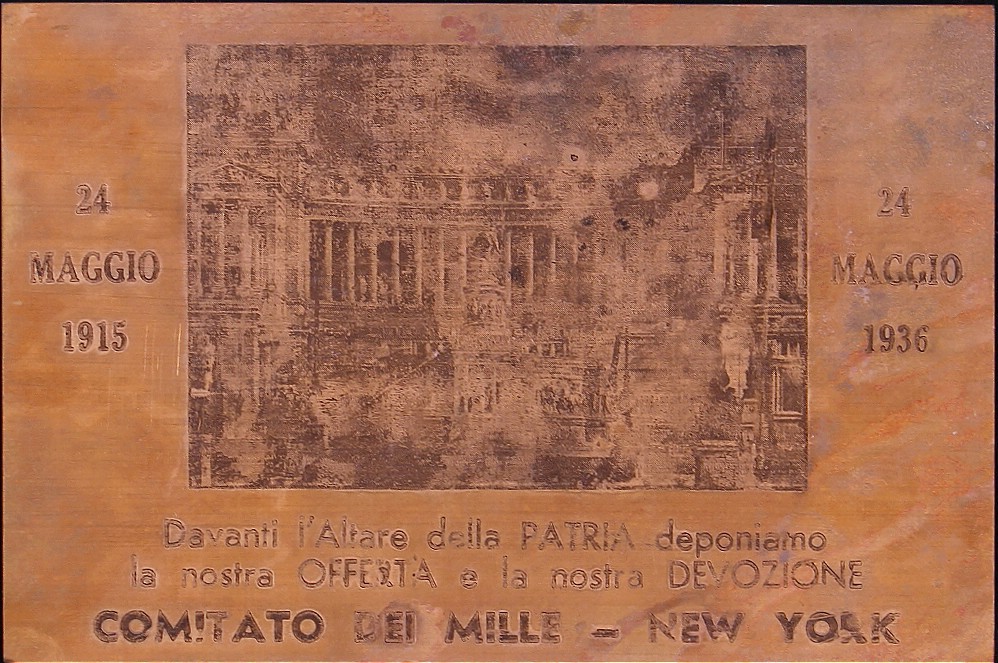 24
MAGGIO
1915
24
MAGGIO
1936
Davanti l'Altare della PATRIA deponiamo
la nostra OFFERTA e la nostra DEVOZIONE
COMITATO DEI MILLE - NEW YORK